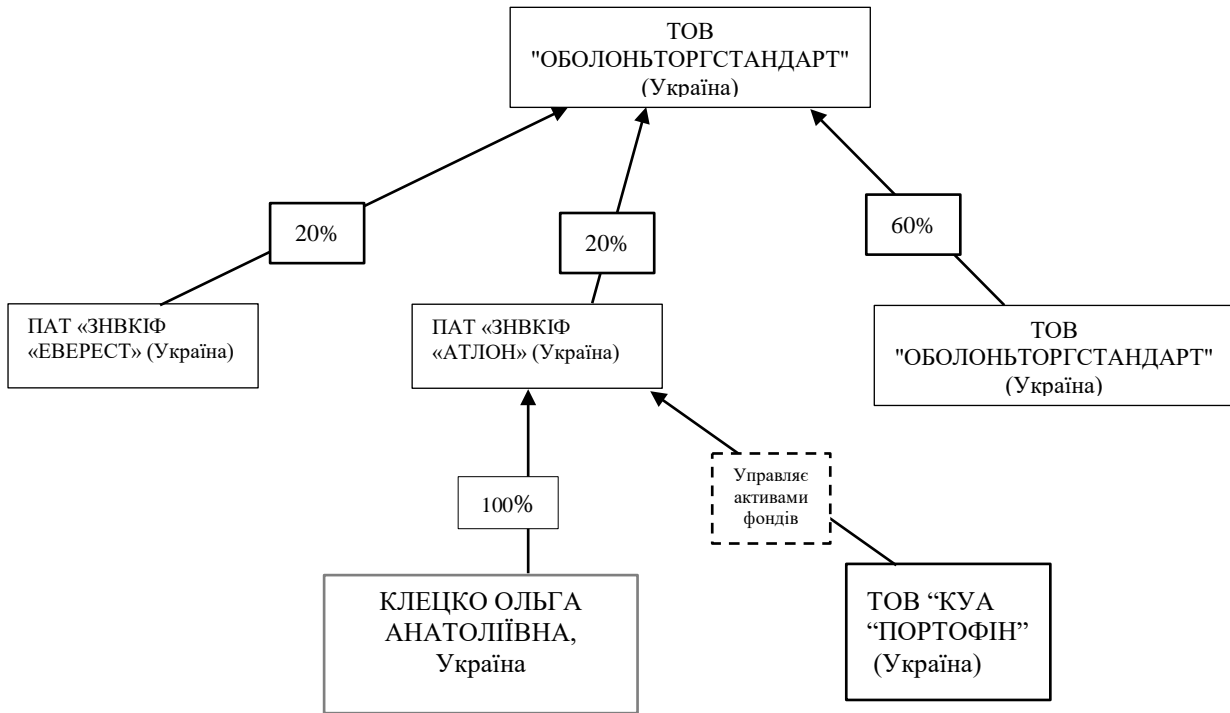 ТОВ
"ОБОЛОНЬТОРГСТАНДАРТ"
(Україна)
20%
20%
60%
ПАТ «ЗНВКІФ
«ЕВЕРЕСТ» (Україна)
ПАТ «ЗНВКІФ
«АТЛОН» (Україна)
ТОВ
"ОБОЛОНЬТОРГСТАНДАРТ"
(Україна)
Управляє
активами
фондів
100%
КЛЕЦКО ОЛЬГА
АНАТОЛІЇВНА,
Україна
ТОВ “КУА
“ПОРТОФІН”
(Україна)